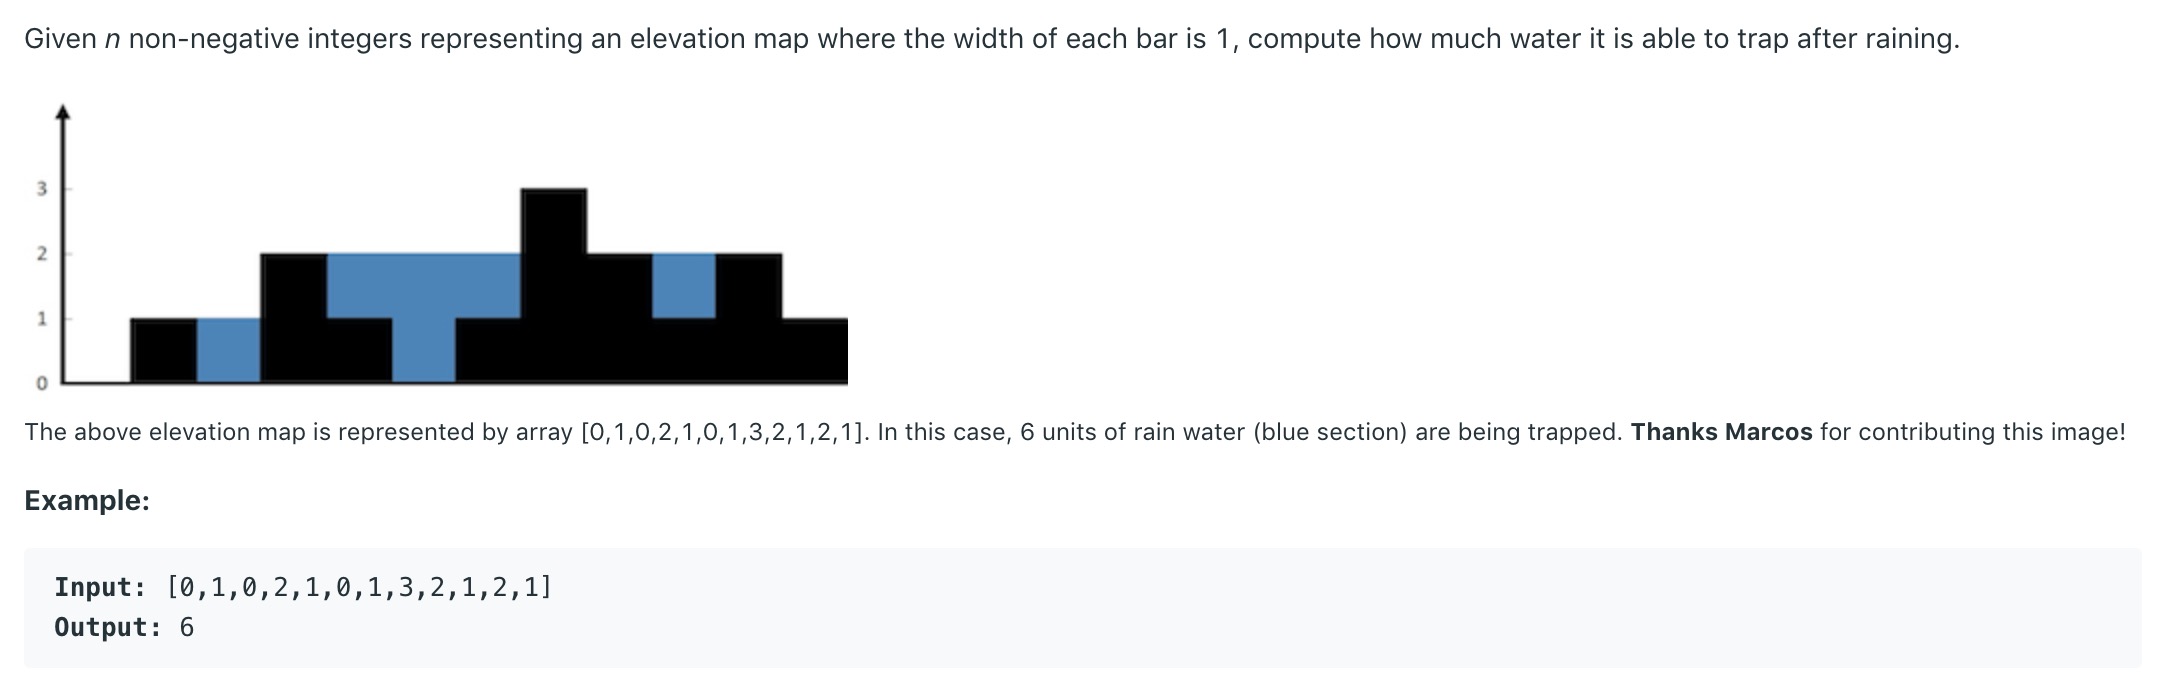 Given n non-negative integers representing an elevation map where the width of each bar is 1, compute how much water it is able to trap after raining.
3
2
1
0
The above elevation map is represented by array [0,1,0,2,1,0,1,3,2,1,2,1]. In this case, 6 units of rain water (blue section) are being trapped. Thanks Marcos for contributing this image!
Example:
Input: [0,1,0,2,1,0,1,3,2,1,2,1]
Output: 6